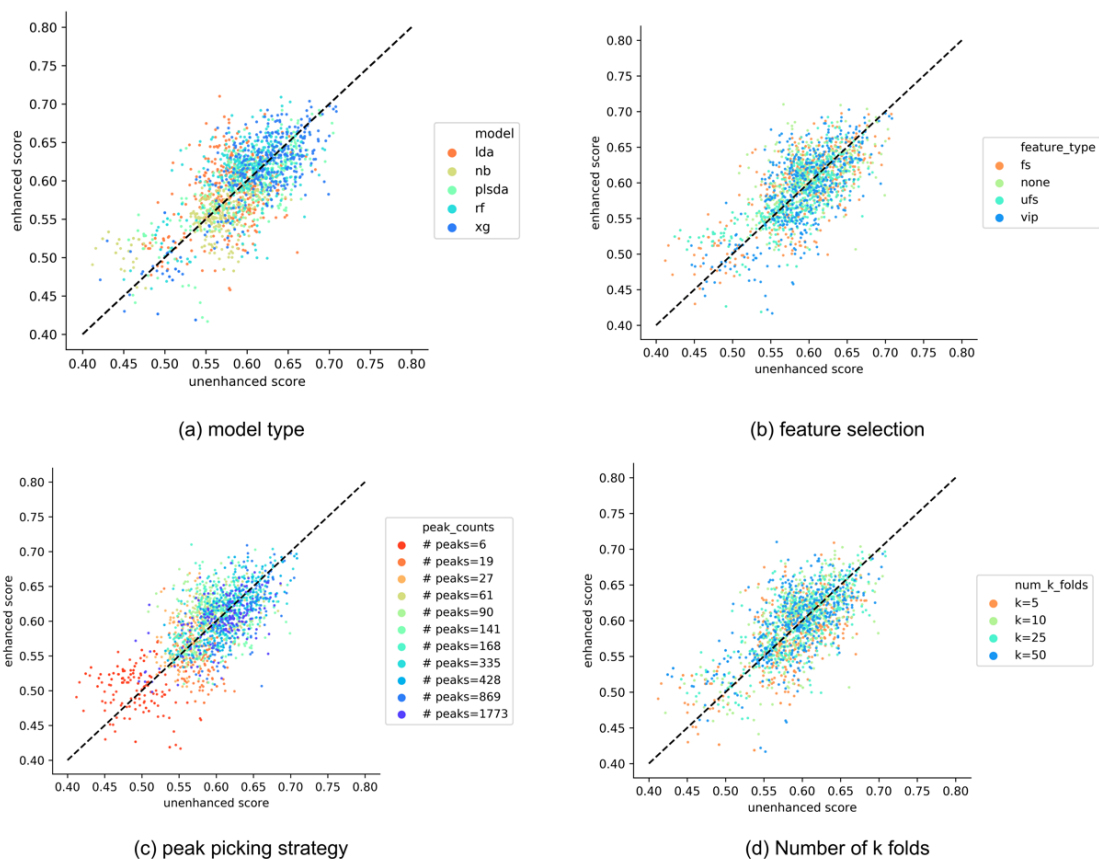 0.80
0.75
0.70
0.65
0.60
0.55
0.50
0.45
0.40
enhanced score
0.40 0.45 0.50 0.55 0.60 0.65 0.70 0.75 0.80
unenhanced score
model
lda
nb
plsda
rf
xg
(a) model type
0.80
0.75
0.70
0.65
0.60
0.55
0.50
0.45
0.40
enhanced score
0.40 0.45 0.50 0.55 0.60 0.65 0.70 0.75 0.80
unenhanced score
feature_type
fs
none
ufs
vip
(b) feature selection
0.80
0.75
0.70
0.65
0.60
0.55
0.50
0.45
0.40
enhanced score
0.40 0.45 0.50 0.55 0.60 0.65 0.70 0.75 0.80
unenhanced score
peak_counts
# peaks=6
# peaks=19
# peaks=27
# peaks=61
# peaks=90
# peaks=141
# peaks=168
# peaks=335
# peaks=428
# peaks=869
# peaks=1773
(c) peak picking strategy
0.80
0.75
0.70
0.65
0.60
0.55
0.50
0.45
0.40
enhanced score
0.40 0.45 0.50 0.55 0.60 0.65 0.70 0.75 0.80
unenhanced score
num_k_folds
k=5
k=10
k=25
k=50
(d) Number of k folds